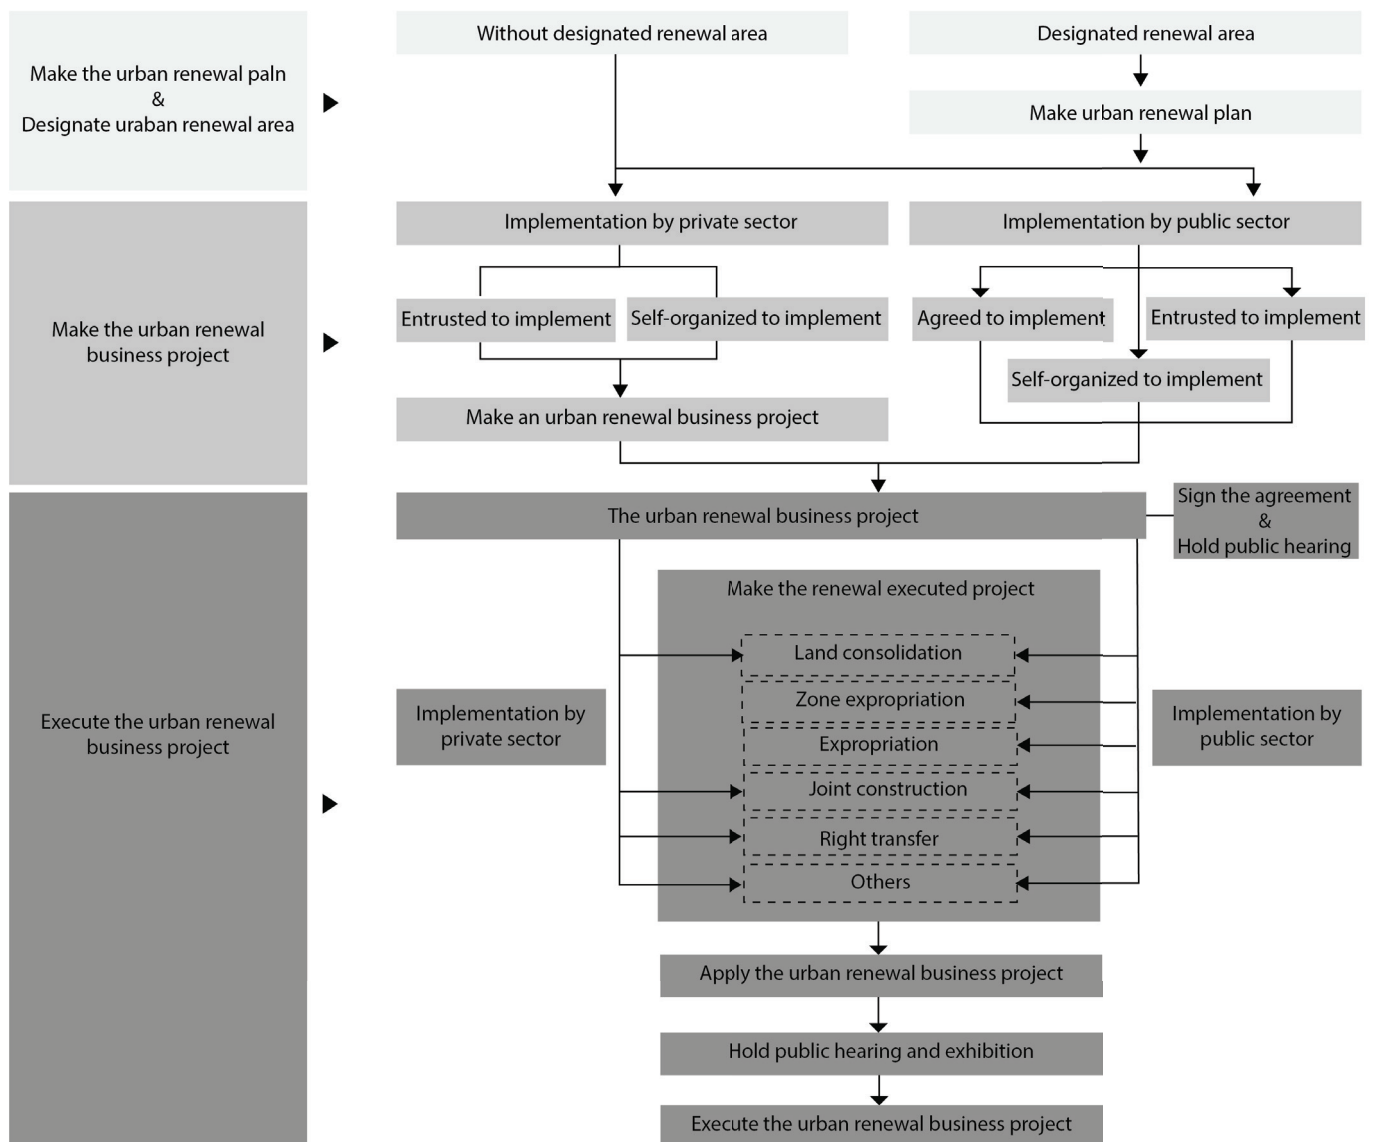 Make the urban renewal paln
&
Designate uraban renewal area
Without designated renewal area
Designated renewal area
Make urban renewal plan
Make the urban renewal
business project
Implementation by private sector
Implementation by public sector
Entrusted to implement
Self-organized to implement
Agreed to implement
Entrusted to implement
Self-organized to implement
Make an urban renewal business project
Execute the urban renewal
business project
The urban renewal business project
Sign the agreement
&
Hold public hearing
Make the renewal executed project
Land consolidation
Zone expropriation
Expropriation
Joint construction
Right transfer
Others
Implementation by
private sector
Implementation by
public sector
Apply the urban renewal business project
Hold public hearing and exhibition
Execute the urban renewal business project